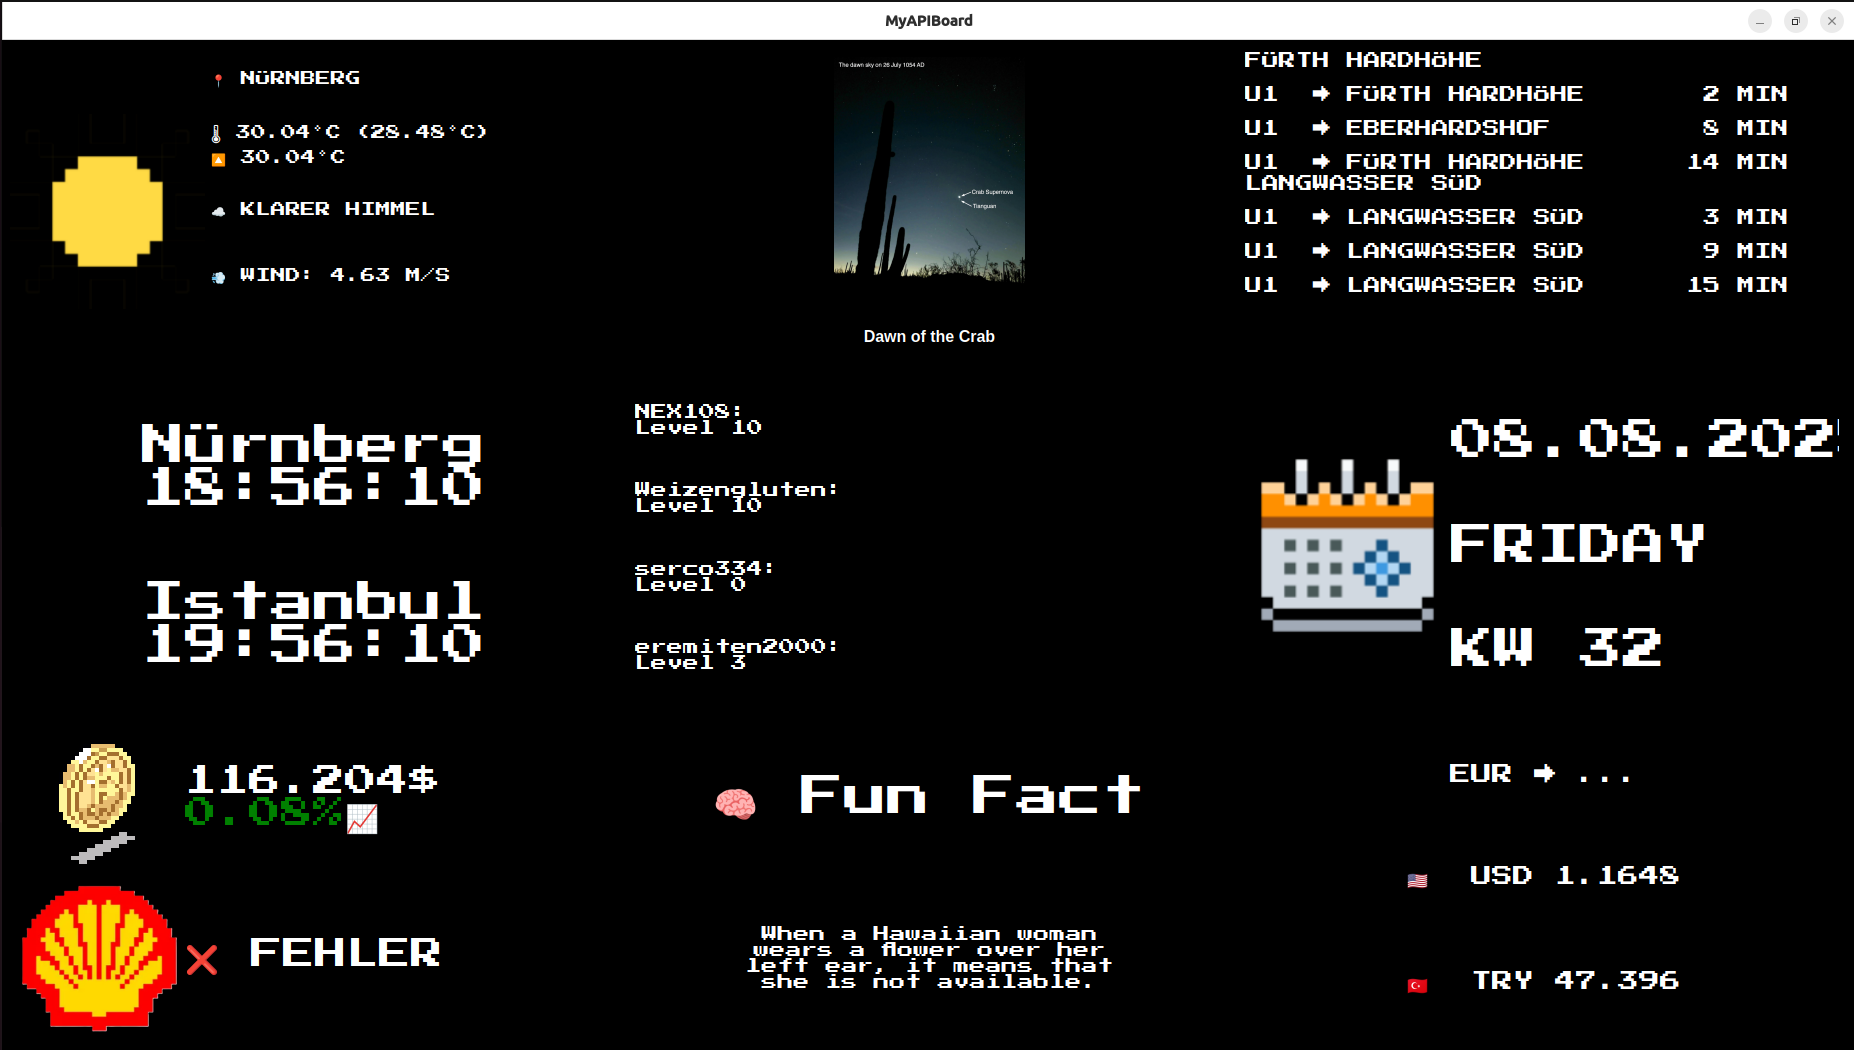 MyAPIBoard
📍 NüRNBERG
🌡 30.04°C (28.48°C)
🔼 30.04°C
☁ KLARER HIMMEL
💨 WIND: 4.63 M/S
The dawn sky on 26 July 1054 AD
Crab Supernova
Tianguan
Dawn of the Crab
FüRTH HARDHöHE
U1 ➡ FüRTH HARDHöHE 2 MIN
U1 ➡ EBERHARDSHOF 8 MIN
U1 ➡ FüRTH HARDHöHE 14 MIN
LANGWASSER SüD
U1 ➡ LANGWASSER SüD 3 MIN
U1 ➡ LANGWASSER SüD 9 MIN
U1 ➡ LANGWASSER SüD 15 MIN
Nürnberg
18:56:10
Istanbul
19:56:10
NEX108:
Level 10
Weizengluten:
Level 10
serco334:
Level 0
eremiten2000:
Level 3
08.08.202
FRIDAY
KW 32
116.204$
0.08%
FEHLER
Fun Fact
When a Hawaiian woman
wears a flower over her
left ear, it means that
she is not available.
EUR ➡ ...
USD 1.1648
TRY 47.396